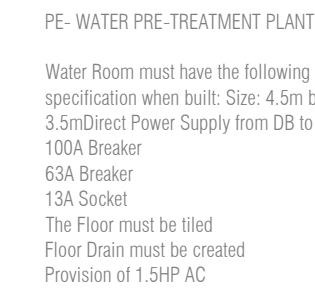 PE- WATER PRE-TREATMENT PLANT
Water Room must have the following
specification when built: Size: 4.5m b
3.5mDirect Power Supply from DB to
100A Breaker
63A Breaker
13A Socket
The Floor must be tiled
Floor Drain must be created
Provision of 1.5HP AC